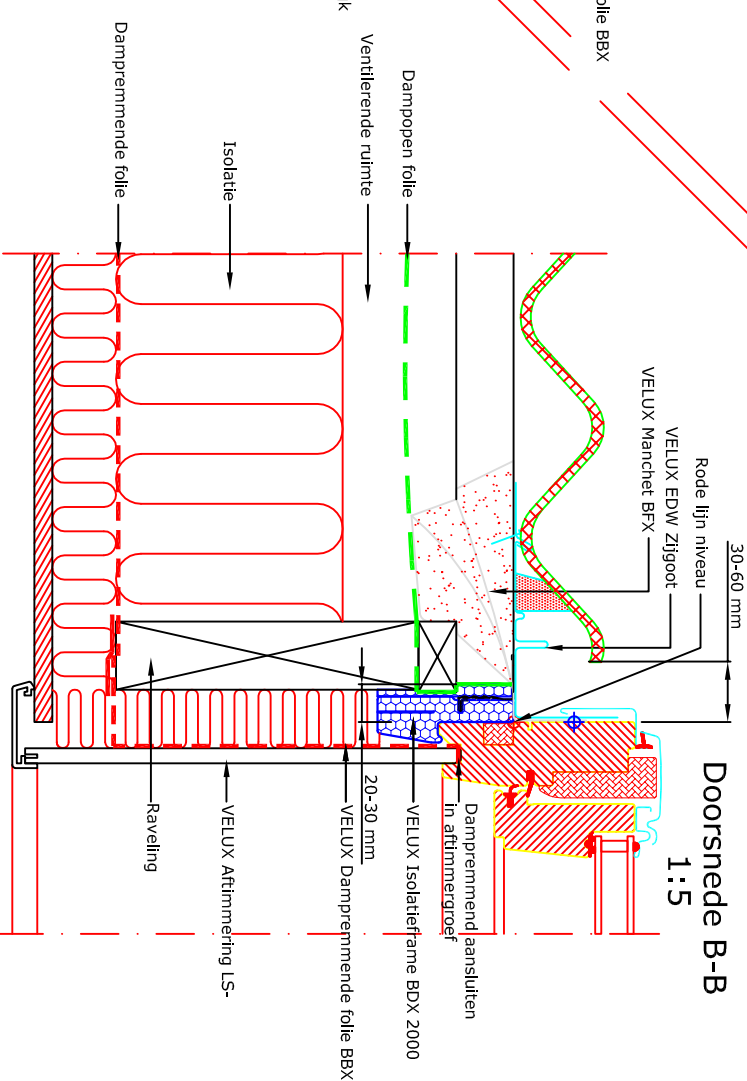 Doorsnede B-B
1:5
30-60 mm
Rode lijn niveau
VELUX EDW Zijgoot
VELUX Manchet BFX
Dampopen folie
Ventilerende ruimte
Isolatie
Dampremmende folie
Dampremmend aansluiten
in aftimmergroef
VELUX Isolatieframe BDX 2000
20-30 mm
VELUX Dampremmende folie BBX
VELUX Aftimmering LS-
Raveling
olie BBX
k